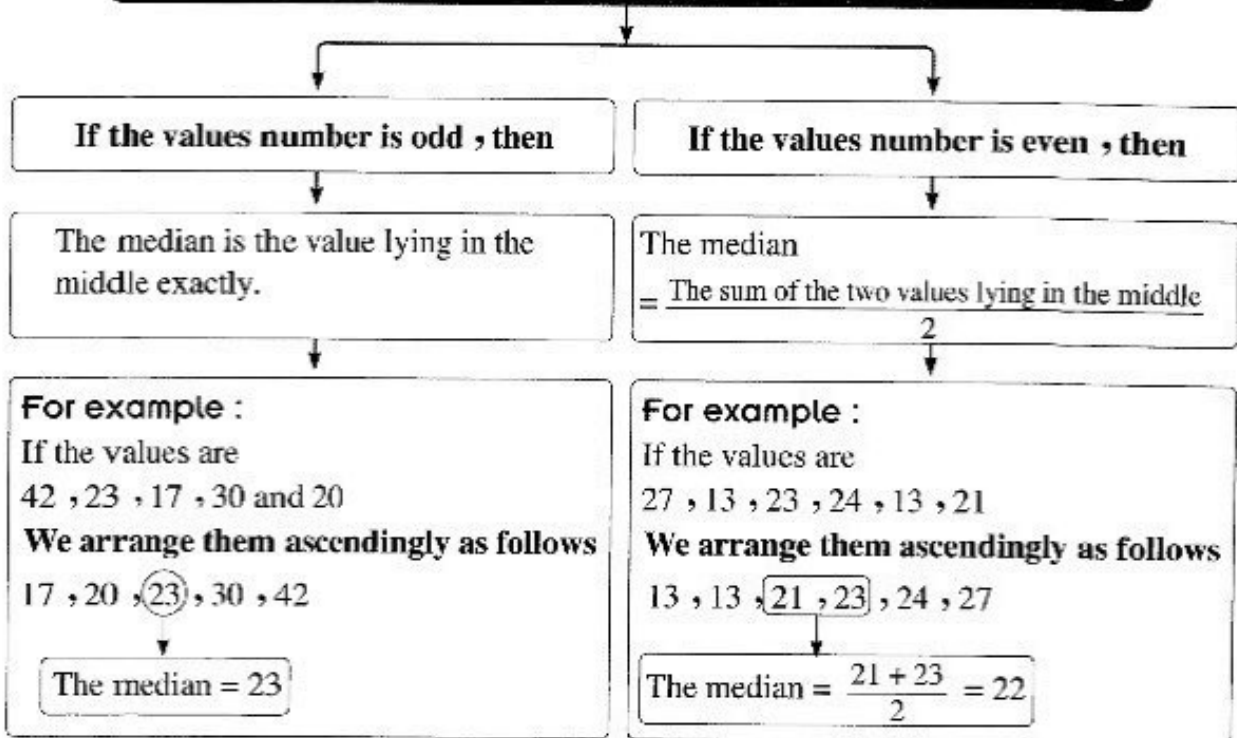 If the values number is odd , then
The median is the value lying in the
middle exactly.
For example :
If the values are
42 , 23 , 17 , 30 and 20
We arrange them ascendingly as follows
17 , 20 , 23 , 30 , 42
The median = 23
If the values number is even , then
The median
= The sum of the two values lying in the middle
2
For example :
If the values are
27 , 13 , 23 , 24 , 13 , 21
We arrange them ascendingly as follows
13 , 13 , 21 , 23 , 24 , 27
The median = 21 + 23 / 2 = 22